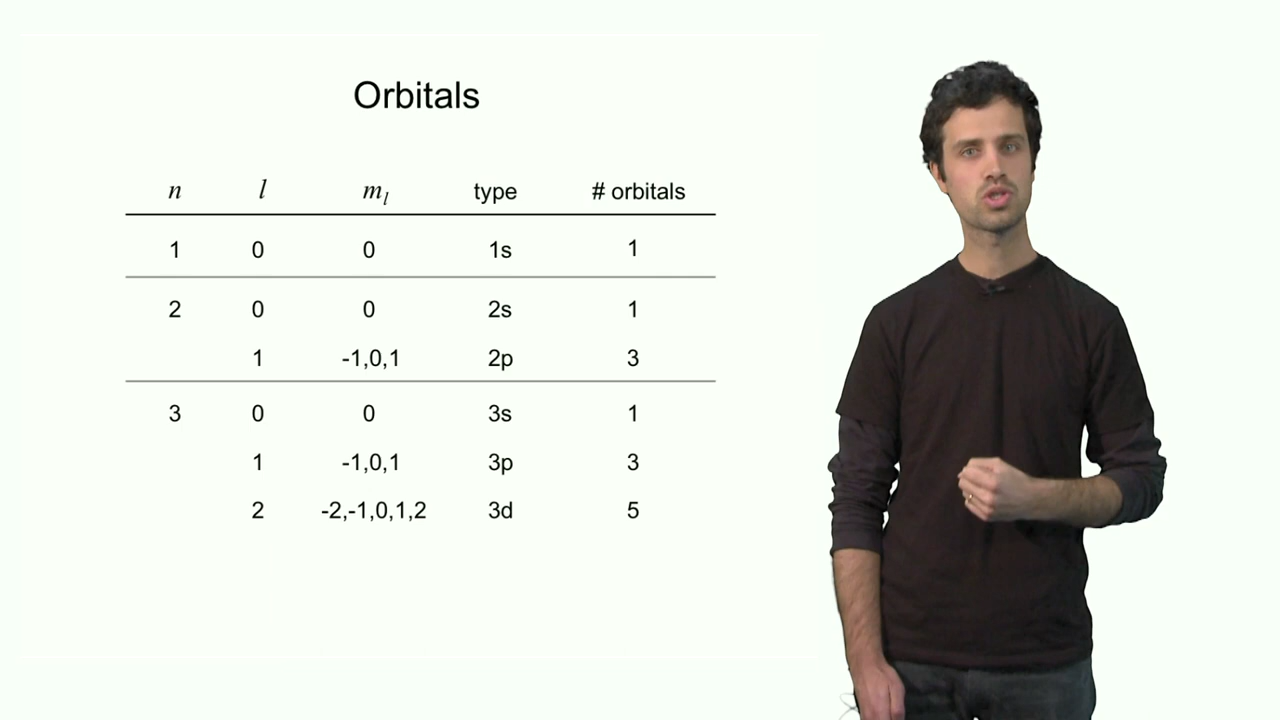 Orbitals
n l m_l type # orbitals
1 0 0 1s 1
2 0 0 2s 1
1 -1,0,1 2p 3
3 0 0 3s 1
1 -1,0,1 3p 3
2 -2,-1,0,1,2 3d 5